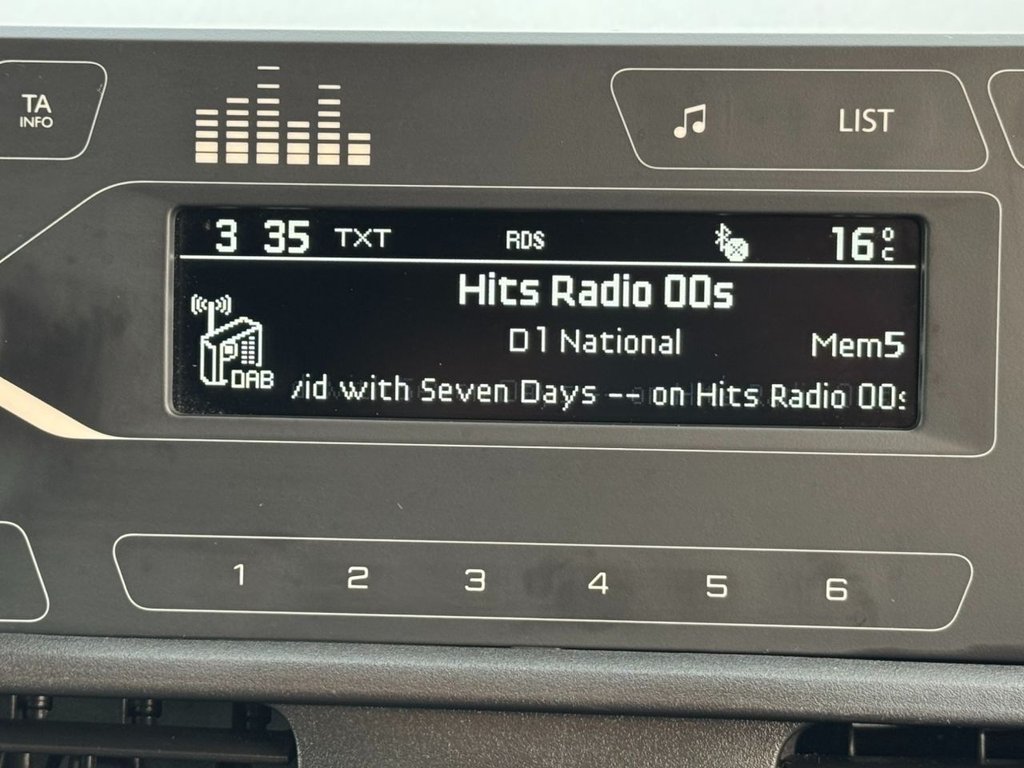 TA
INFO
LIST
3 35 TXT RDS 16°C
Hits Radio 00s
D1 National Mem5
DAB
vid with Seven Days -- on Hits Radio 00s
1 2 3 4 5 6